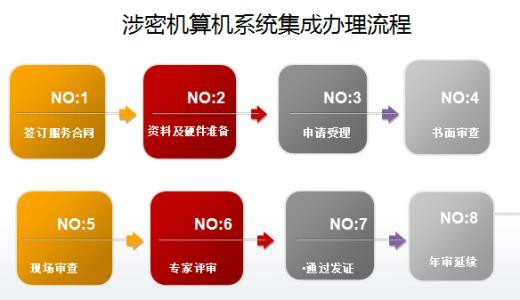 涉密机算机系统集成办理流程
NO:1
签订服务合同
NO:2
资料及硬件准备
NO:3
申请受理
NO:4
书面审查
NO:5
现场审查
NO:6
专家评审
NO:7
·通过发证
NO:8
年审延续